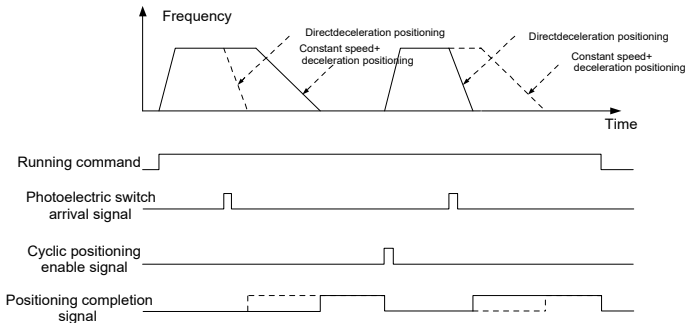 Frequency
Directdeceleration positioning
Constant speed+
deceleration positioning
Directdeceleration positioning
Constant speed+
deceleration positioning
Time
Running command
Photoelectric switch
arrival signal
Cyclic positioning
enable signal
Positioning completion
signal